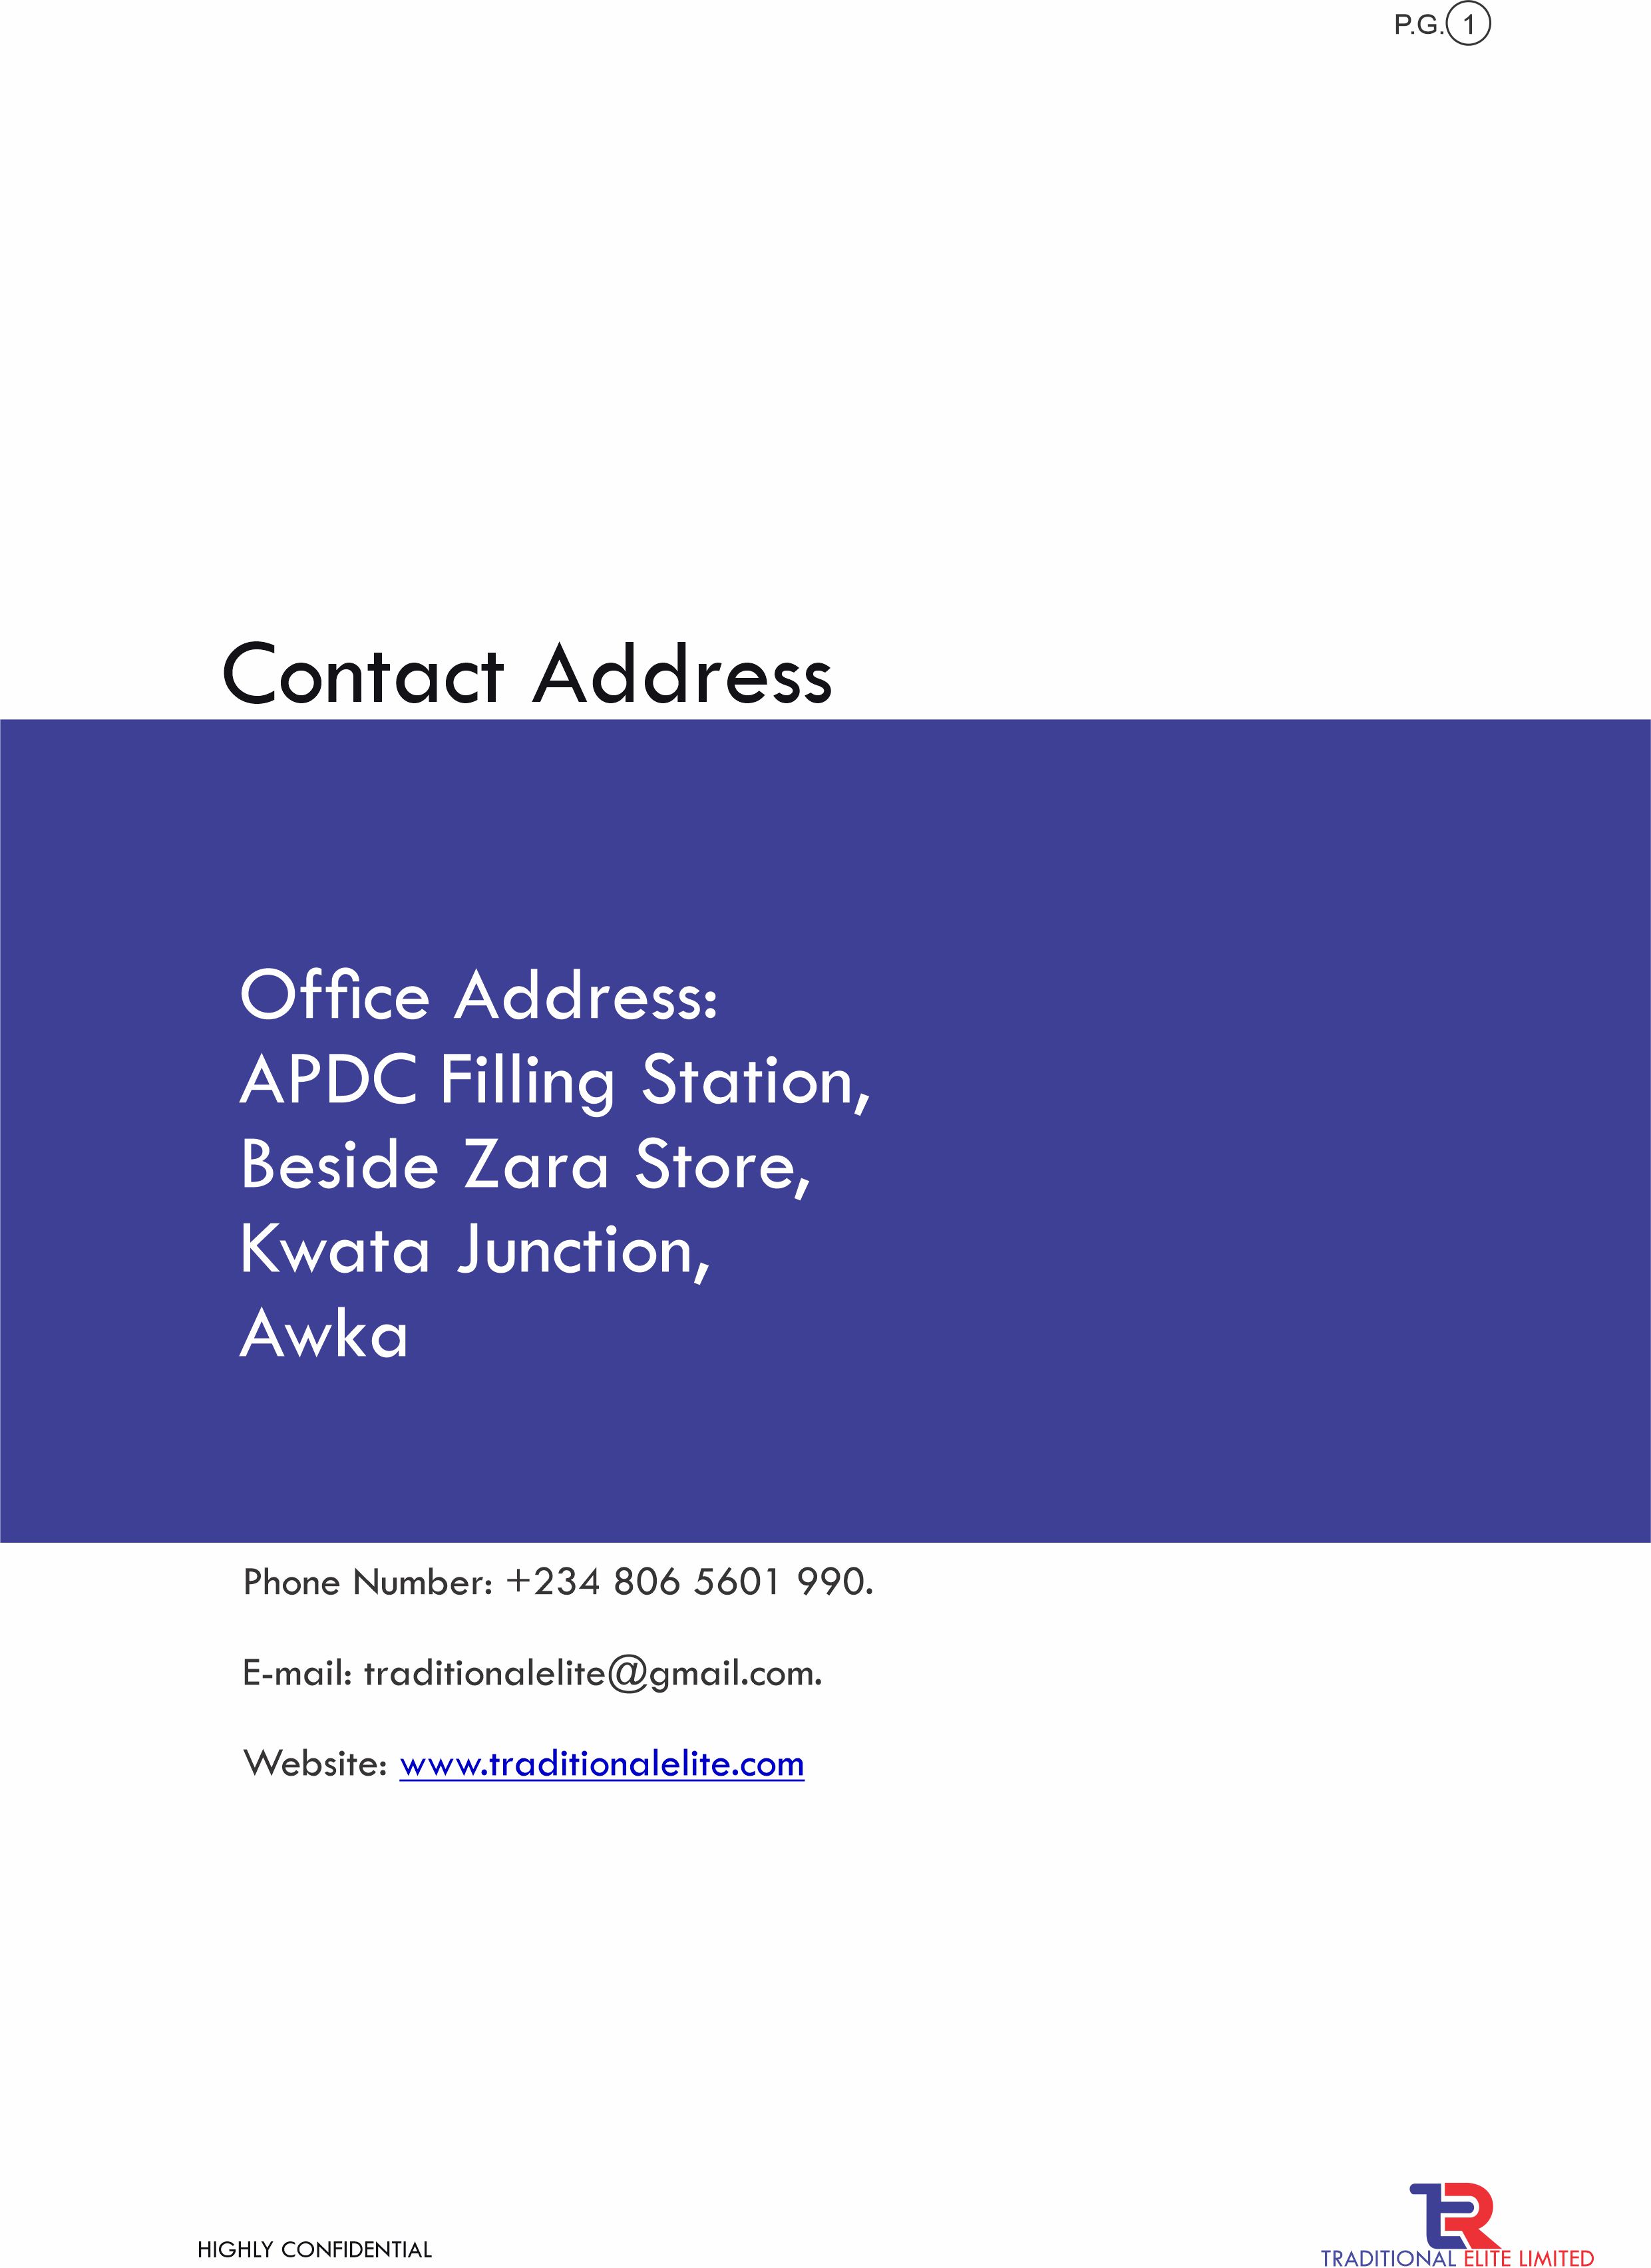 P.G. 1
Contact Address
Office Address:
APDC Filling Station,
Beside Zara Store,
Kwata Junction,
Awka
Phone Number: +234 806 5601 990.
E-mail: traditionalelite@gmail.com.
Website: www.traditionalelite.com
HIGHLY CONFIDENTIAL
TRADITIONAL ELITE LIMITED